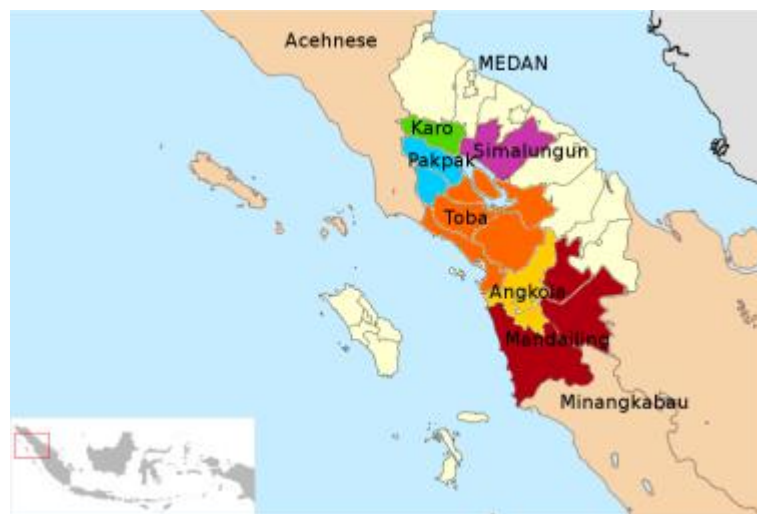 Acehnese
MEDAN
Karo
Simalungun
Pakpak
Toba
Angkola
Mandailing
Minangkabau